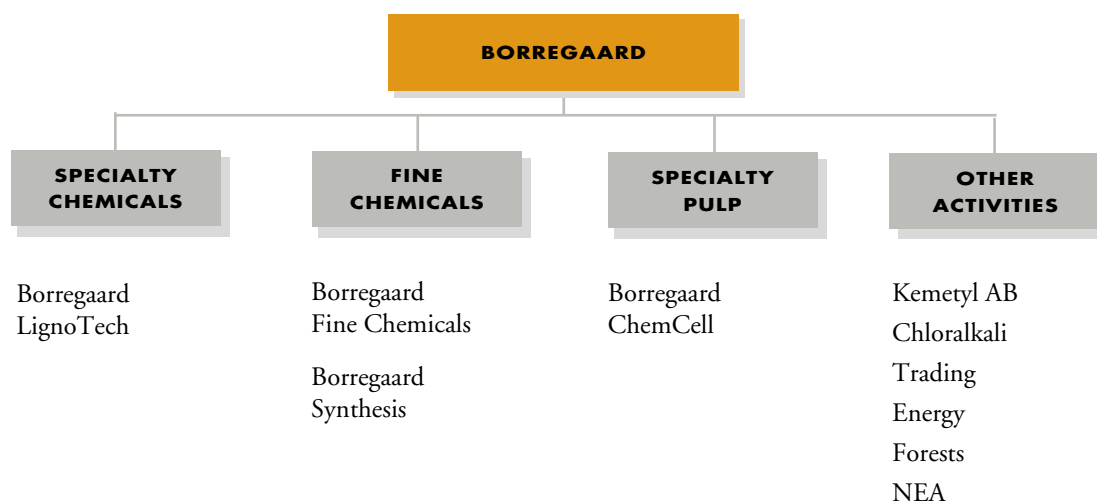 BORREGAARD
SPECIALTY
CHEMICALS
FINE
CHEMICALS
SPECIALTY
PULP
OTHER
ACTIVITIES
Borregaard
LignoTech
Borregaard
Fine Chemicals
Borregaard
Synthesis
Borregaard
ChemCell
Kemetyl AB
Chloralkali
Trading
Energy
Forests
NEA